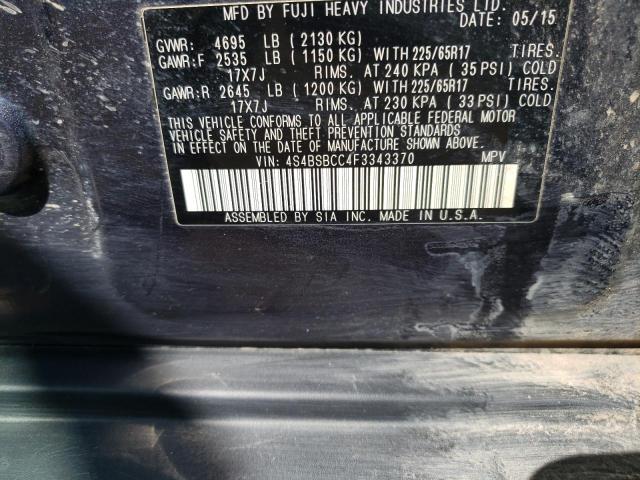 MFD BY FUJI HEAVY INDUSTRIES LTD.
DATE: 05/15
GVWR: 4695 LB ( 2130 KG)
GAWR:F 2535 LB ( 1150 KG) WITH 225/65R17 TIRES.
17X7J RIMS. AT 240 KPA ( 35 PSI) COLD
GAWR:R 2645 LB ( 1200 KG) WITH 225/65R17 TIRES.
17X7J RIMS. AT 230 KPA ( 33 PSI) COLD
THIS VEHICLE CONFORMS TO ALL APPLICABLE FEDERAL MOTOR
VEHICLE SAFETY AND THEFT PREVENTION STANDARDS
IN EFFECT ON THE DATE OF MANUFACTURE SHOWN ABOVE.
VIN: 4S4BSBCC4F3343370 MPV
ASSEMBLED BY SIA INC. MADE IN U.S.A.